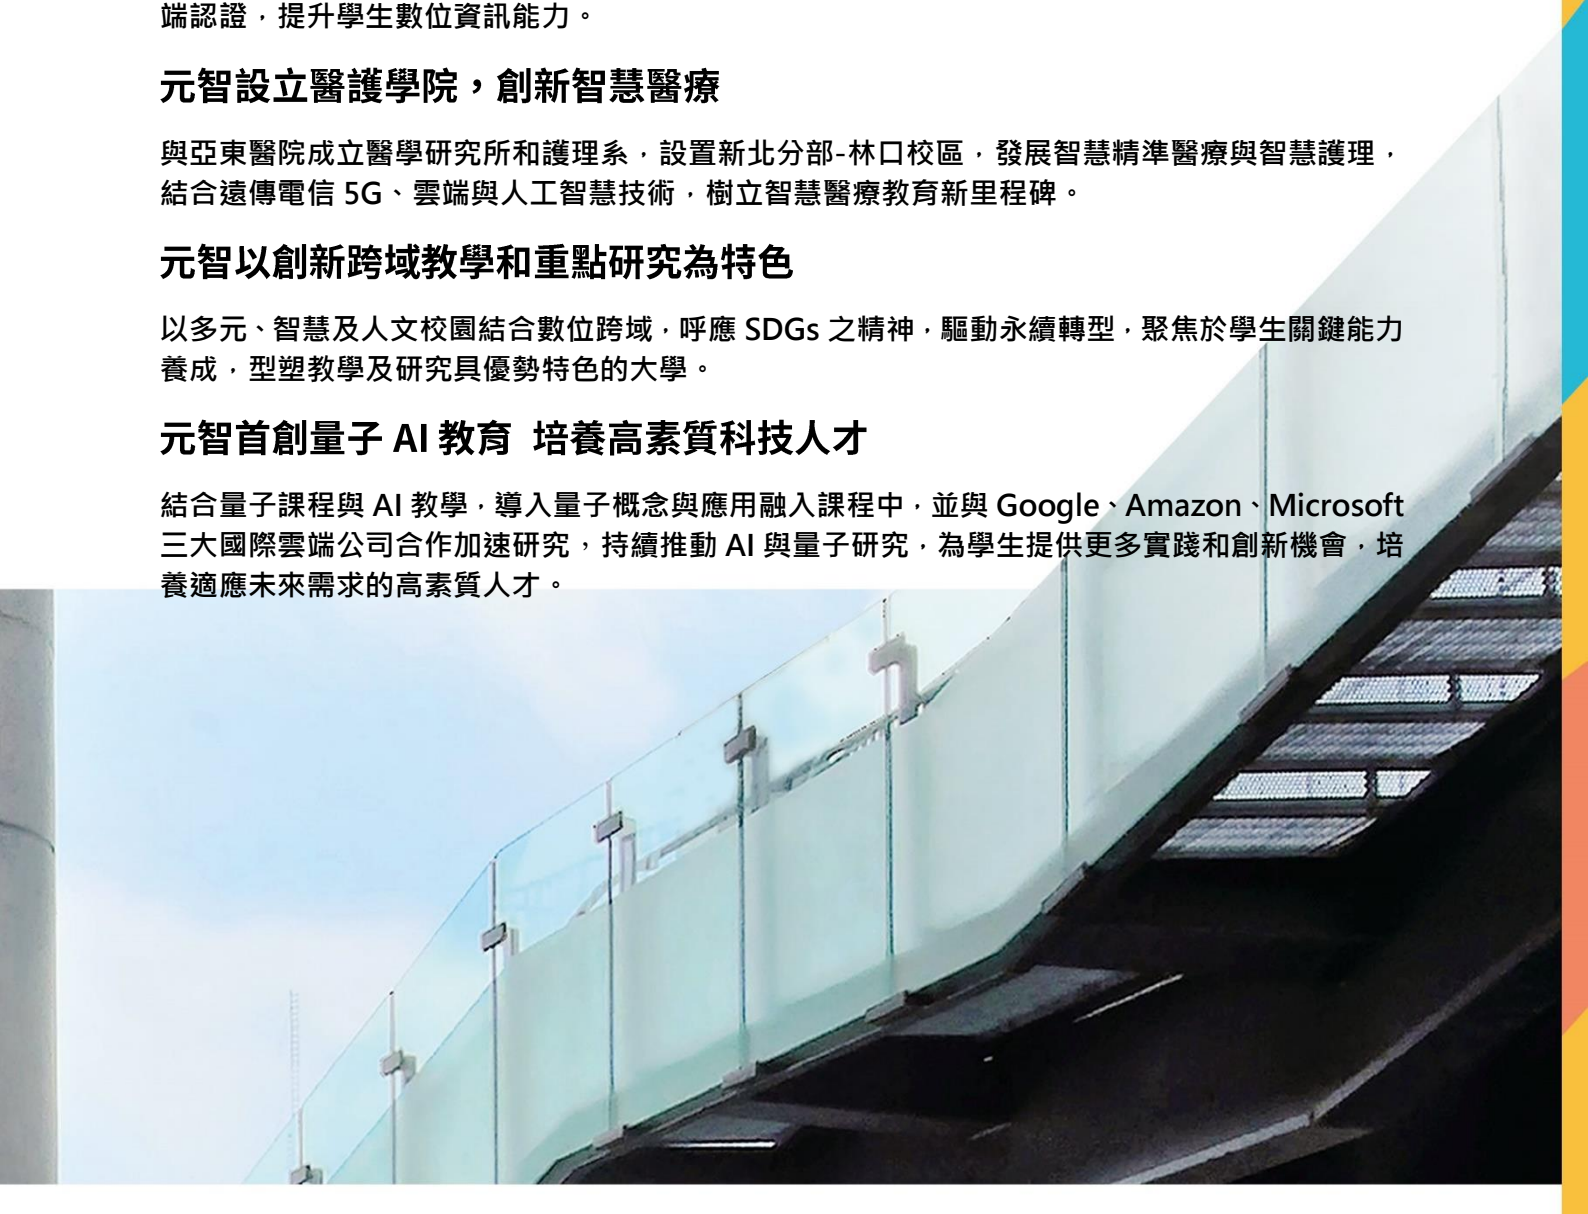 端認證，提升學生數位資訊能力。
元智設立醫護學院，創新智慧醫療
與亞東醫院成立醫學研究所和護理系，設置新北分部-林口校區，發展智慧精準醫療與智慧護理，
結合遠傳電信 5G、雲端與人工智慧技術，樹立智慧醫療教育新里程碑。
元智以創新跨域教學和重點研究為特色
以多元、智慧及人文校園結合數位跨域，呼應 SDGs 之精神，驅動永續轉型，聚焦於學生關鍵能力
養成，型塑教學及研究具優勢特色的大學。
元智首創量子 AI 教育 培養高素質科技人才
結合量子課程與 AI 教學，導入量子概念與應用融入課程中，並與 Google、Amazon、Microsoft
三大國際雲端公司合作加速研究，持續推動 AI 與量子研究，為學生提供更多實踐和創新機會，培
養適應未來需求的高素質人才。